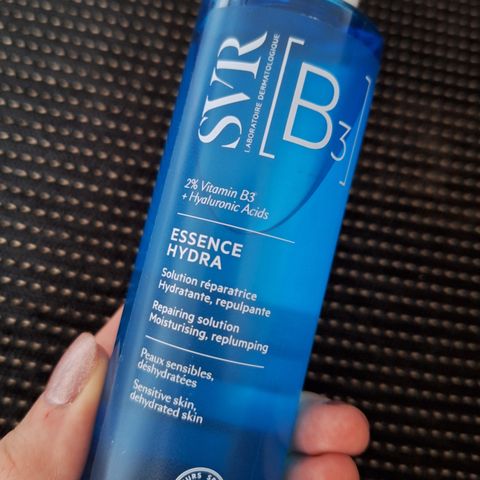 SVR
LABORATOIRE DERMATOLOGIQUE
[B3]
2% Vitamin B3
+ Hyaluronic Acids
ESSENCE
HYDRA
Solution réparatrice
Hydratante, repulpante
Repairing solution
Moisturising, replumping
Peaux sensibles,
déshydratées
Sensitive skin,
dehydrated skin